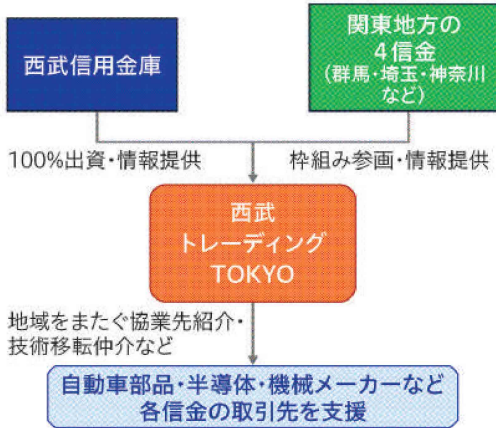 西武信用金庫
関東地方の
4信金
(群馬・埼玉・神奈川
など)
100%出資・情報提供
枠組み参画・情報提供
西武
トレーディング
TOKYO
地域をまたぐ協業先紹介・
技術移転仲介など
自動車部品・半導体・機械メーカーなど
各信金の取引先を支援